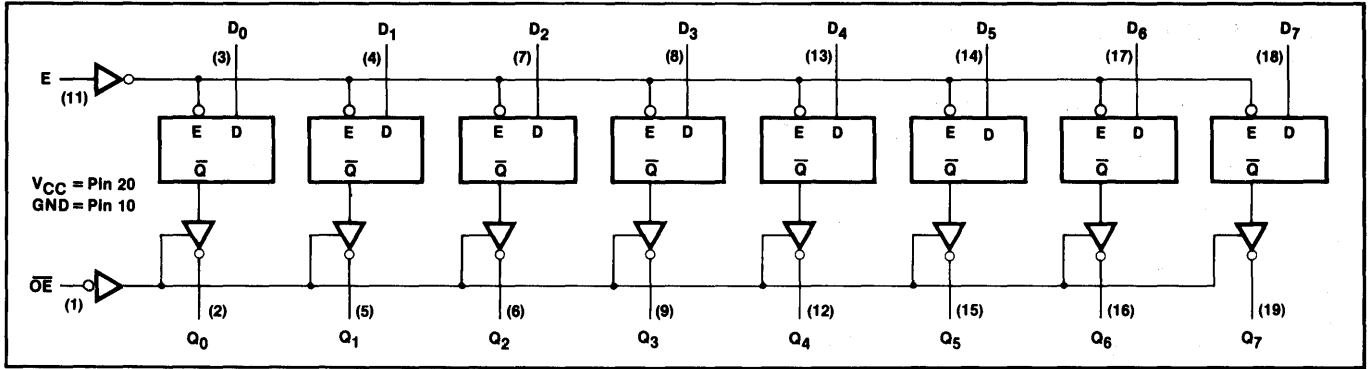 D0 D1 D2 D3 D4 D5 D6 D7
(3) (4) (7) (8) (13) (14) (17) (18)
E
(11)
E D E D E D E D E D E D E D E D
Q̅ Q̅ Q̅ Q̅ Q̅ Q̅ Q̅ Q̅
VCC = Pin 20
GND = Pin 10
O̅E̅
(1)
(2) (5) (6) (9) (12) (15) (16) (19)
Q0 Q1 Q2 Q3 Q4 Q5 Q6 Q7